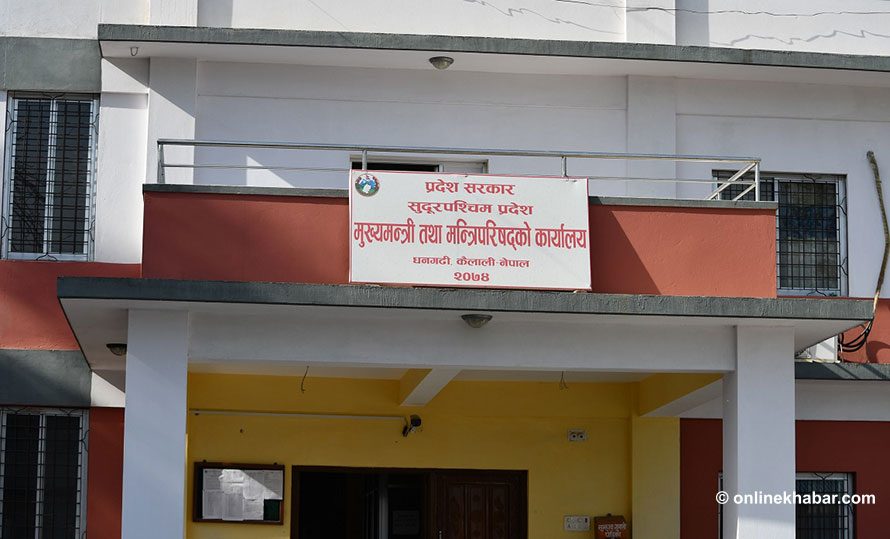 प्रदेश सरकार
सुदूरपश्चिम प्रदेश
मुख्यमन्त्री तथा मन्त्रिपरिषद्को कार्यालय
धनगढी, कैलाली-नेपाल
२०७४
© onlinekhabar.com